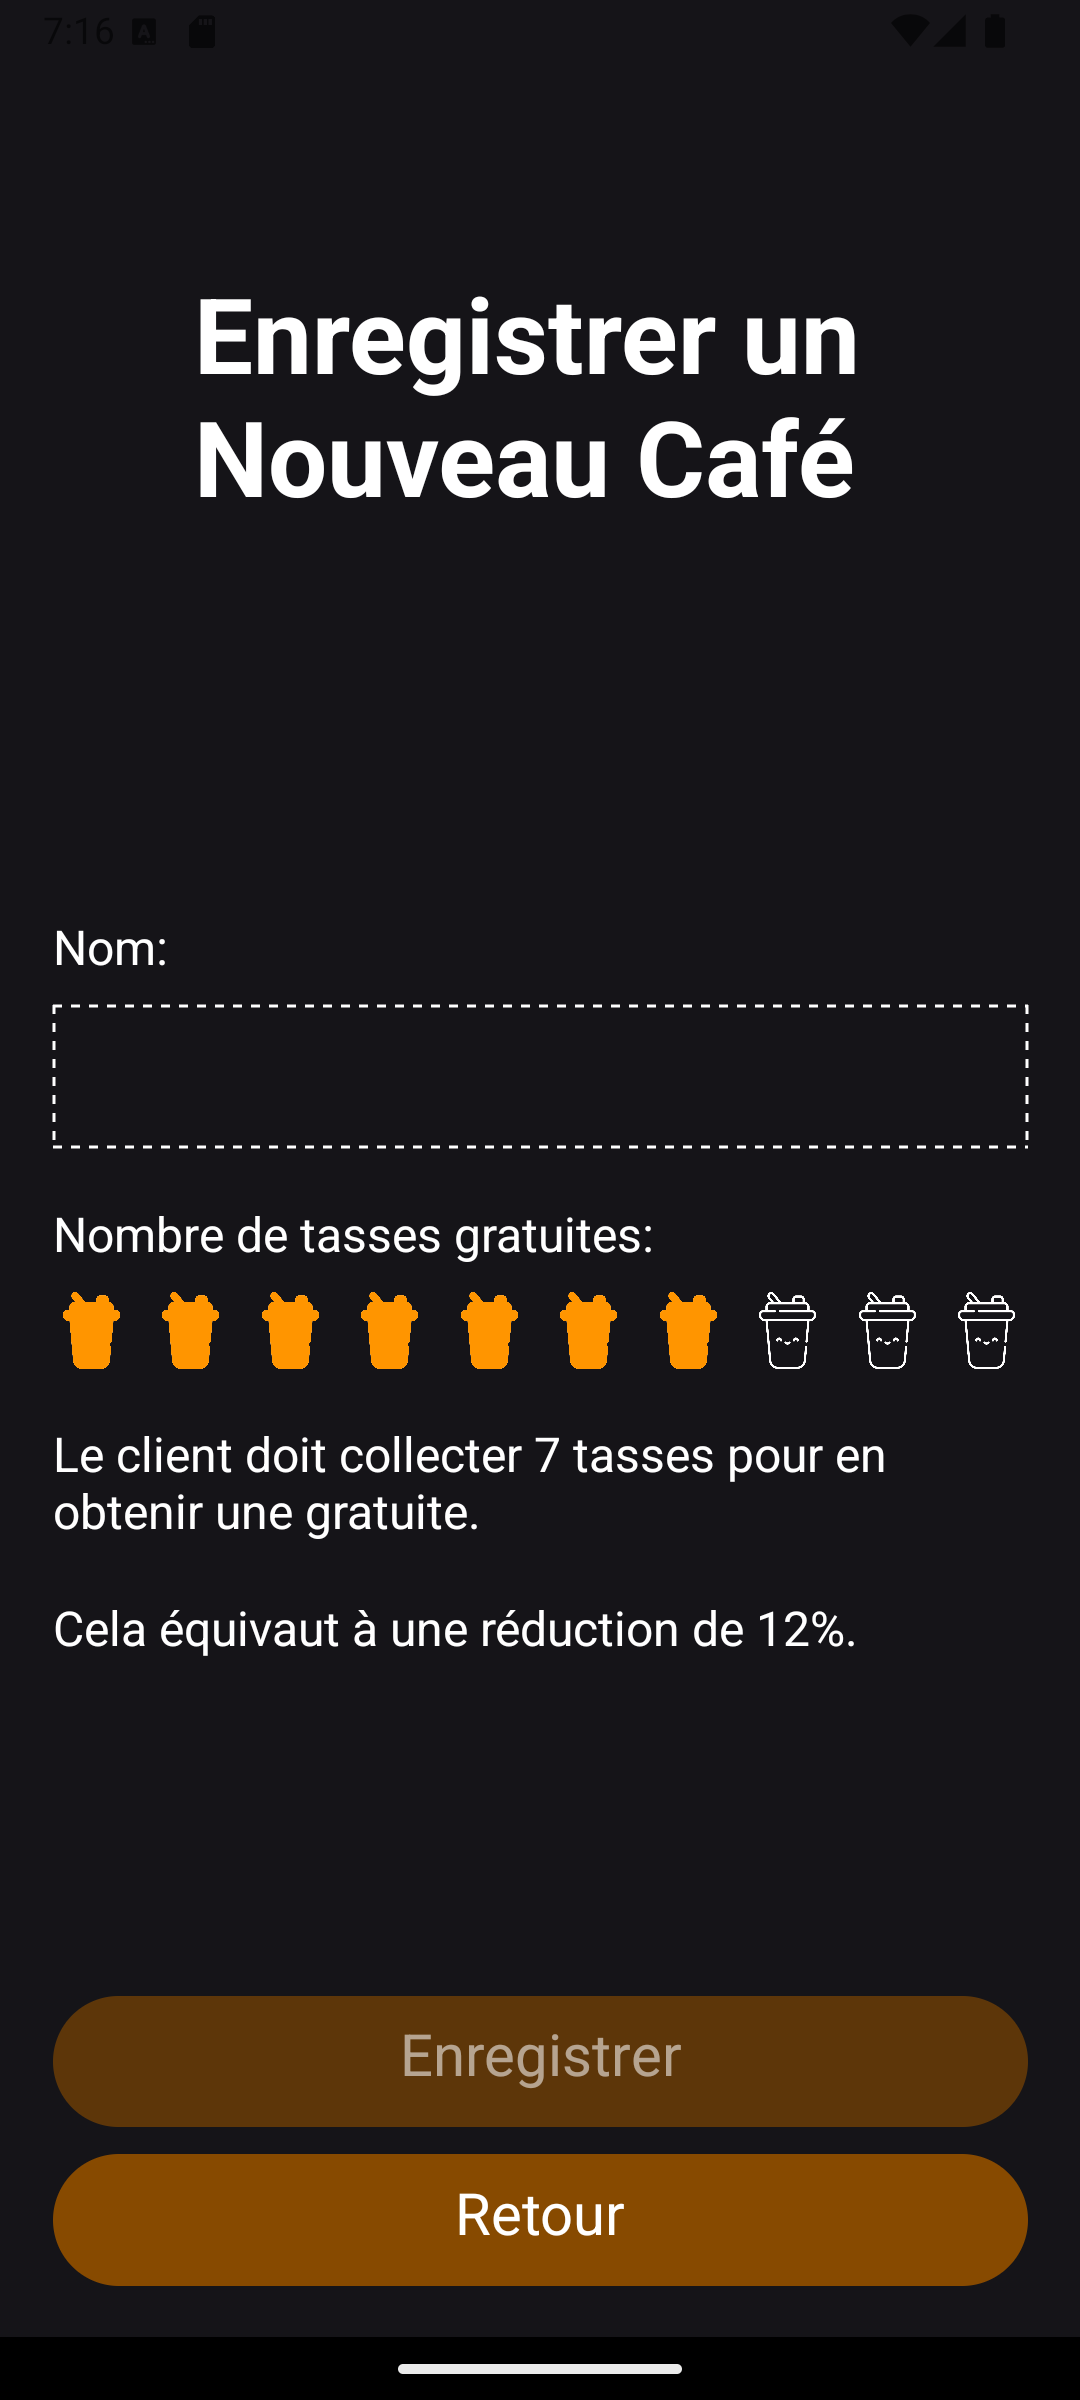 7:16
Enregistrer un
Nouveau Café
Nom:
Nombre de tasses gratuites:
Le client doit collecter 7 tasses pour en
obtenir une gratuite.
Cela équivaut à une réduction de 12%.
Enregistrer
Retour